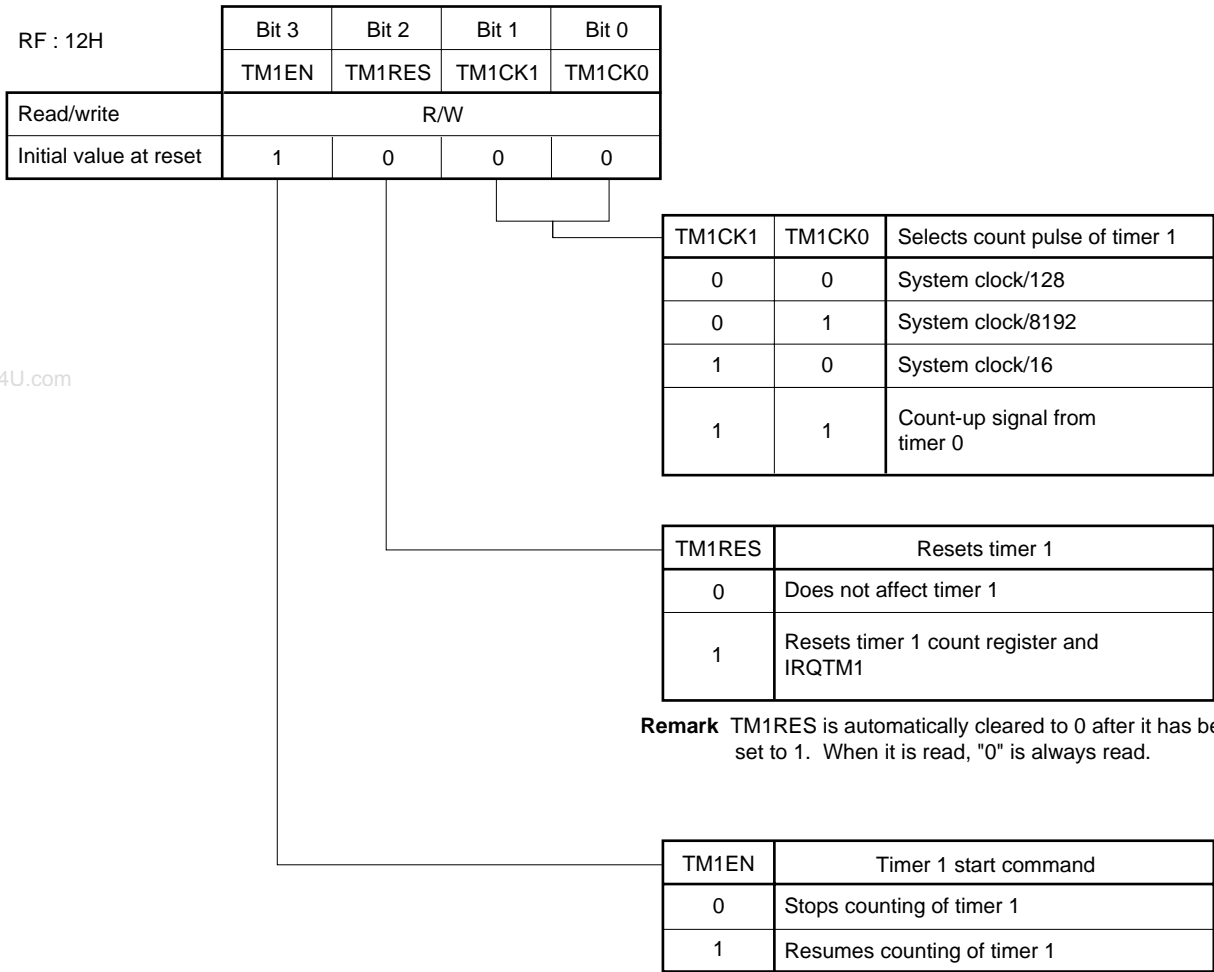 RF : 12H
Bit 3 Bit 2 Bit 1 Bit 0
TM1EN TM1RES TM1CK1 TM1CK0
Read/write R/W
Initial value at reset 1 0 0 0
TM1CK1 TM1CK0 Selects count pulse of timer 1
0 0 System clock/128
0 1 System clock/8192
1 0 System clock/16
1 1 Count-up signal from
timer 0
4U.com
TM1RES Resets timer 1
0 Does not affect timer 1
1 Resets timer 1 count register and
IRQTM1
Remark TM1RES is automatically cleared to 0 after it has be
set to 1. When it is read, "0" is always read.
TM1EN Timer 1 start command
0 Stops counting of timer 1
1 Resumes counting of timer 1